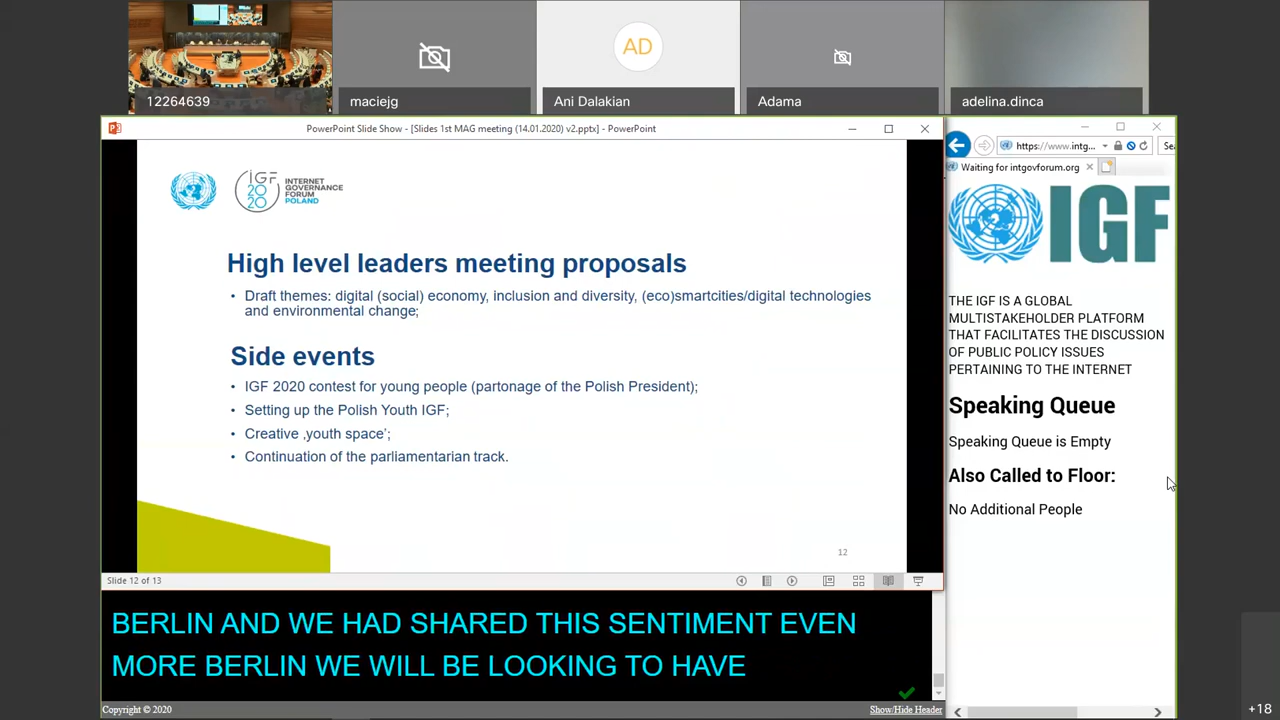 AD
12264639
maciejg
Ani Dalakian
Adama
adelina.dinca
PowerPoint Slide Show - [Slides 1st MAG meeting (14.01.2020) v2.pptx] - PowerPoint
https://www.intg...
Sea
Waiting for intgovforum.org
IGF
2020
INTERNET
GOVERNANCE
FORUM
POLAND
High level leaders meeting proposals
• Draft themes: digital (social) economy, inclusion and diversity, (eco)smartcities/digital technologies
and environmental change;
Side events
• IGF 2020 contest for young people (partonage of the Polish President);
• Setting up the Polish Youth IGF;
• Creative ‚youth space’;
• Continuation of the parliamentarian track.
12
Slide 12 of 13
IGF
THE IGF IS A GLOBAL
MULTISTAKEHOLDER PLATFORM
THAT FACILITATES THE DISCUSSION
OF PUBLIC POLICY ISSUES
PERTAINING TO THE INTERNET
Speaking Queue
Speaking Queue is Empty
Also Called to Floor:
No Additional People
BERLIN AND WE HAD SHARED THIS SENTIMENT EVEN
MORE BERLIN WE WILL BE LOOKING TO HAVE
Copyright © 2020
Show/Hide Header
+18